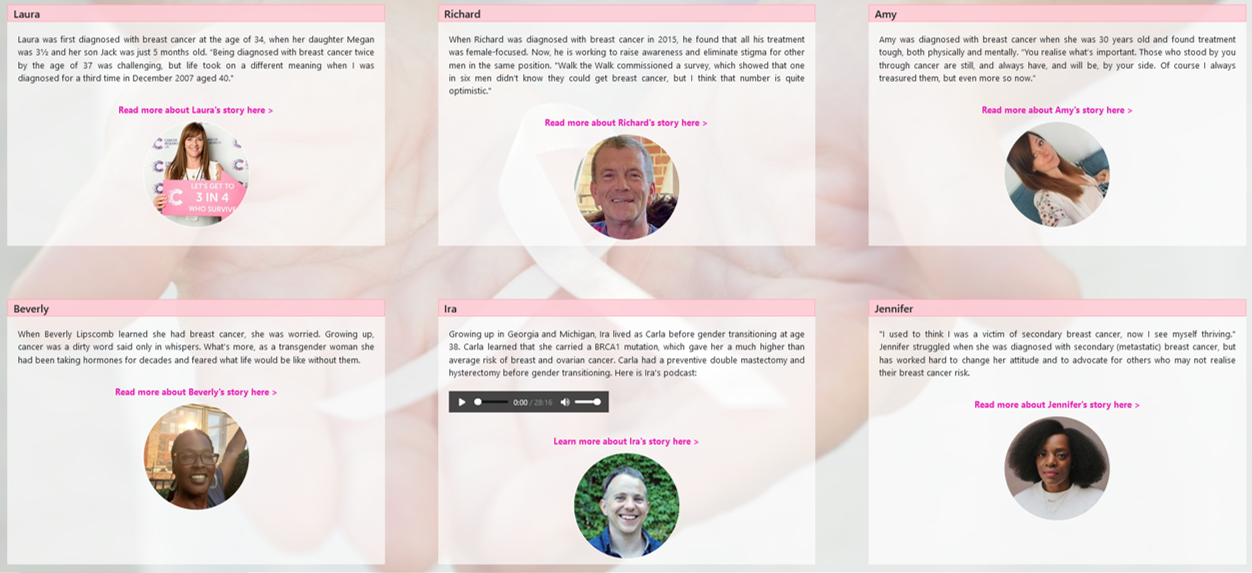 Laura
Laura was first diagnosed with breast cancer at the age of 34, when her daughter Megan
was 3½ and her son Jack was just 5 months old. "Being diagnosed with breast cancer twice
by the age of 37 was challenging, but life took on a different meaning when I was
diagnosed for a third time in December 2007 aged 40."
Read more about Laura's story here >
LET'S GET TO
3 IN 4
WHO SURVIVE
Richard
When Richard was diagnosed with breast cancer in 2015, he found that all his treatment
was female-focused. Now, he is working to raise awareness and eliminate stigma for other
men in the same position. "Walk the Walk commissioned a survey, which showed that one
in six men didn't know they could get breast cancer, but I think that number is quite
optimistic."
Read more about Richard's story here >
Amy
Amy was diagnosed with breast cancer when she was 30 years old and found treatment
tough, both physically and mentally. "You realise what's important. Those who stood by you
through cancer are still, and always have, and will be, by your side. Of course I always
treasured them, but even more so now."
Read more about Amy's story here >
Beverly
When Beverly Lipscomb learned she had breast cancer, she was worried. Growing up,
cancer was a dirty word said only in whispers. What's more, as a transgender woman she
had been taking hormones for decades and feared what life would be like without them.
Read more about Beverly's story here >
Ira
Growing up in Georgia and Michigan, Ira lived as Carla before gender transitioning at age
38. Carla learned that she carried a BRCA1 mutation, which gave her a much higher than
average risk of breast and ovarian cancer. Carla had a preventive double mastectomy and
hysterectomy before gender transitioning. Here is Ira's podcast:
0:00 / 28:16
Learn more about Ira's story here >
Jennifer
"I used to think I was a victim of secondary breast cancer, now I see myself thriving."
Jennifer struggled when she was diagnosed with secondary (metastatic) breast cancer, but
has worked hard to change her attitude and to advocate for others who may not realise
their breast cancer risk.
Read more about Jennifer's story here >